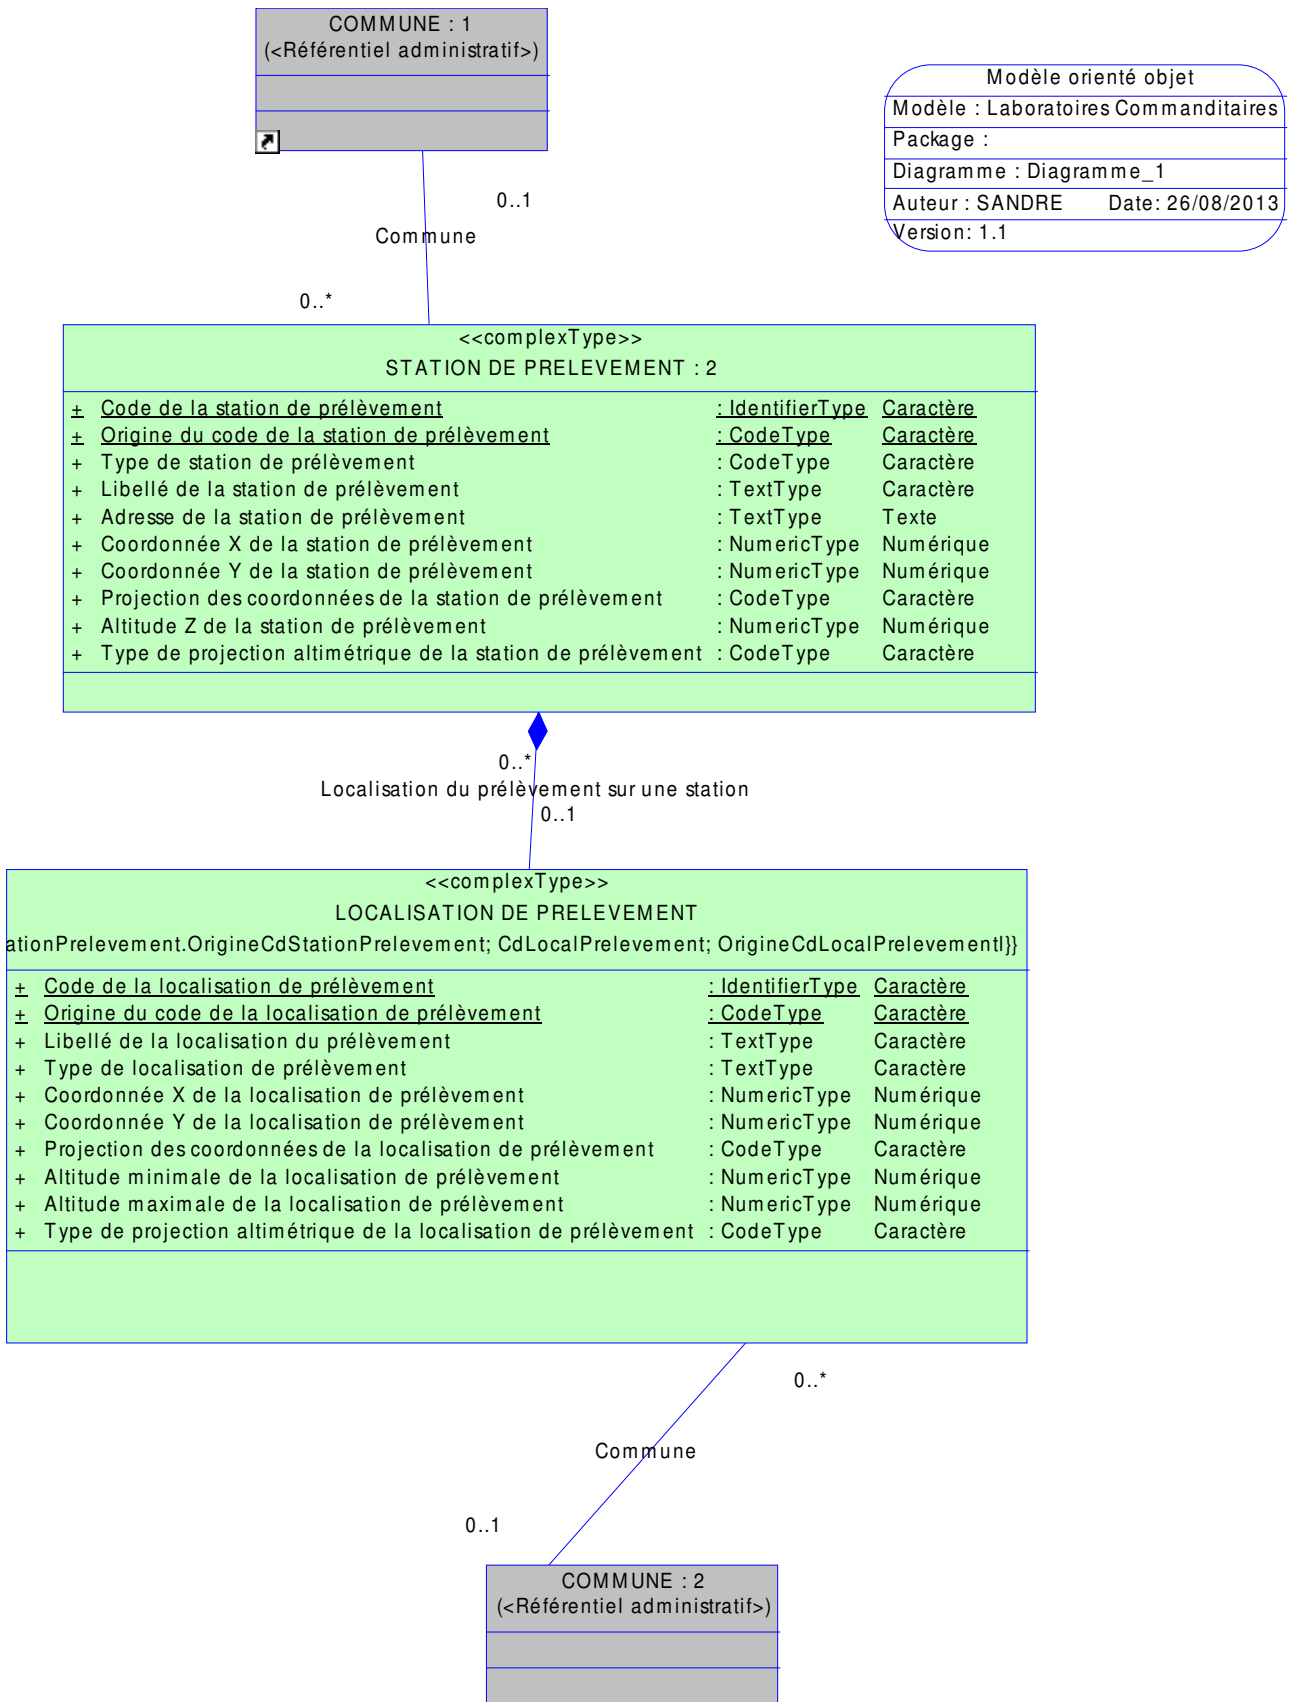 COMMUNE : 1
(<Référentiel administratif>)
Modèle orienté objet
Modèle : Laboratoires Commanditaires
Package :
Diagramme : Diagramme_1
Auteur : SANDRE Date: 26/08/2013
Version: 1.1
0..1
Commune
0..*
<<complexType>>
STATION DE PRELEVEMENT : 2
+ Code de la station de prélèvement : IdentifierType Caractère
+ Origine du code de la station de prélèvement : CodeType Caractère
+ Type de station de prélèvement : CodeType Caractère
+ Libellé de la station de prélèvement : TextType Caractère
+ Adresse de la station de prélèvement : TextType Texte
+ Coordonnée X de la station de prélèvement : NumericType Numérique
+ Coordonnée Y de la station de prélèvement : NumericType Numérique
+ Projection des coordonnées de la station de prélèvement : CodeType Caractère
+ Altitude Z de la station de prélèvement : NumericType Numérique
+ Type de projection altimétrique de la station de prélèvement : CodeType Caractère
0..*
Localisation du prélèvement sur une station
0..1
<<complexType>>
LOCALISATION DE PRELEVEMENT
ationPrelevement.OrigineCdStationPrelevement; CdLocalPrelevement; OrigineCdLocalPrelevementl}}
+ Code de la localisation de prélèvement : IdentifierType Caractère
+ Origine du code de la localisation de prélèvement : CodeType Caractère
+ Libellé de la localisation du prélèvement : TextType Caractère
+ Type de localisation de prélèvement : TextType Caractère
+ Coordonnée X de la localisation de prélèvement : NumericType Numérique
+ Coordonnée Y de la localisation de prélèvement : NumericType Numérique
+ Projection des coordonnées de la localisation de prélèvement : CodeType Caractère
+ Altitude minimale de la localisation de prélèvement : NumericType Numérique
+ Altitude maximale de la localisation de prélèvement : NumericType Numérique
+ Type de projection altimétrique de la localisation de prélèvement : CodeType Caractère
0..*
Commune
0..1
COMMUNE : 2
(<Référentiel administratif>)